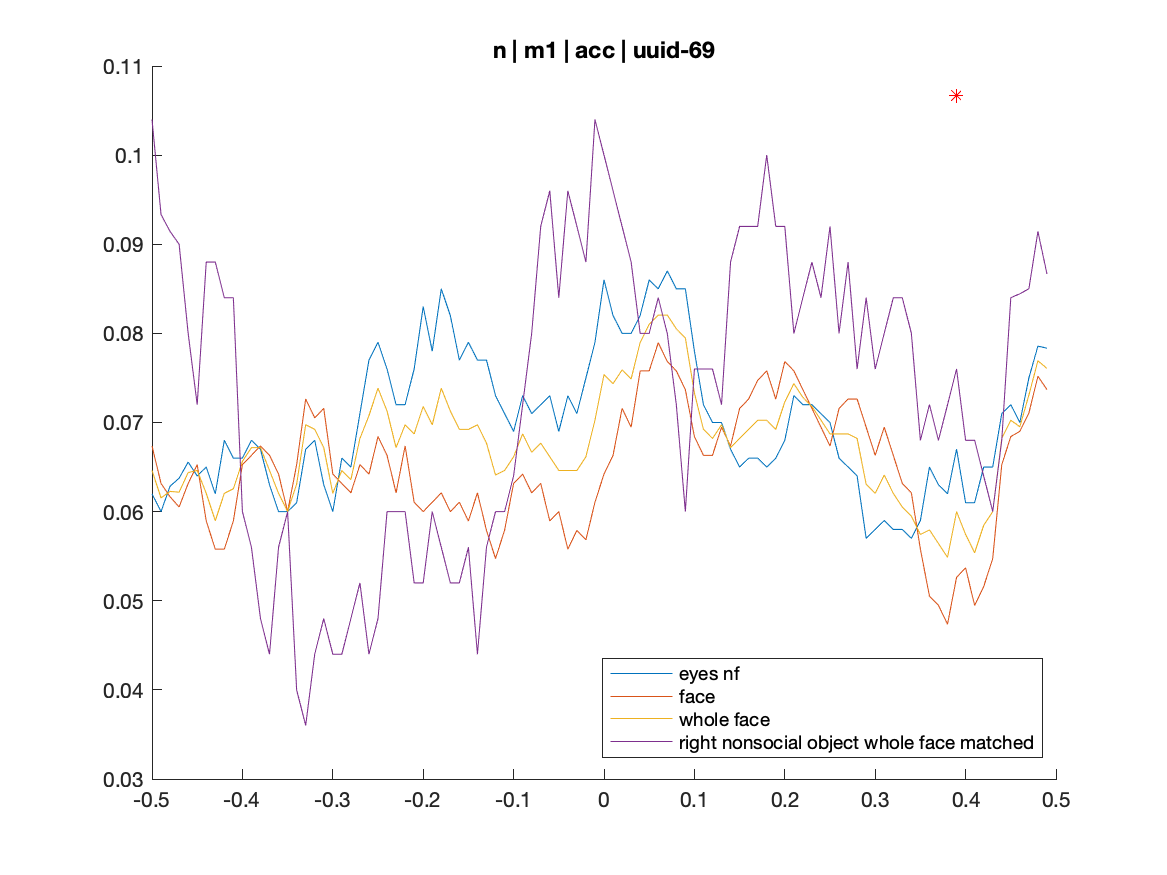 n | m1 | acc | uuid-69
0.11
0.1
0.09
0.08
0.07
0.06
0.05
0.04
0.03
eyes nf
face
whole face
right nonsocial object whole face matched
-0.5 -0.4 -0.3 -0.2 -0.1 0 0.1 0.2 0.3 0.4 0.5